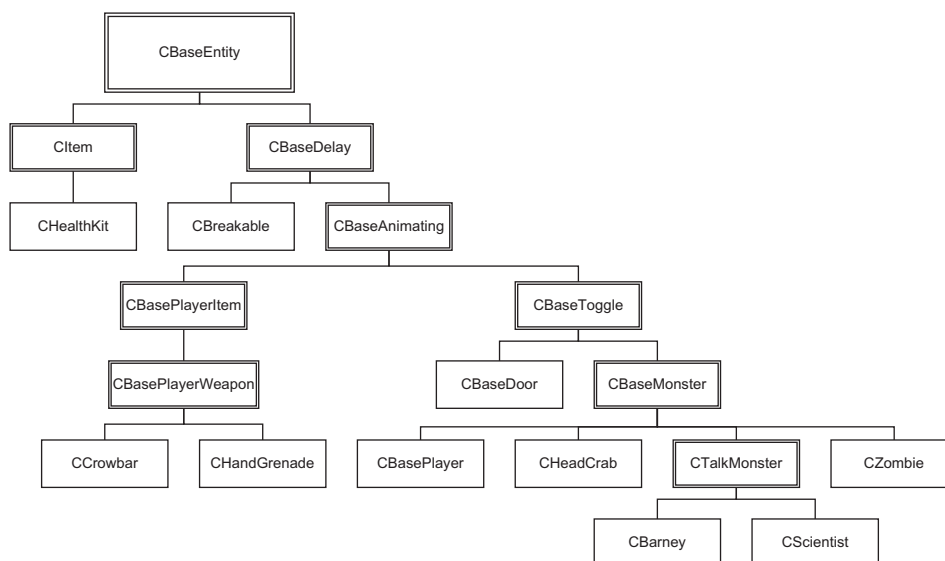 CBaseEntity
CItem
CBaseDelay
CHealthKit
CBreakable
CBaseAnimating
CBasePlayerItem
CBaseToggle
CBasePlayerWeapon
CBaseDoor
CBaseMonster
CCrowbar
CHandGrenade
CBasePlayer
CHeadCrab
CTalkMonster
CZombie
CBarney
CScientist